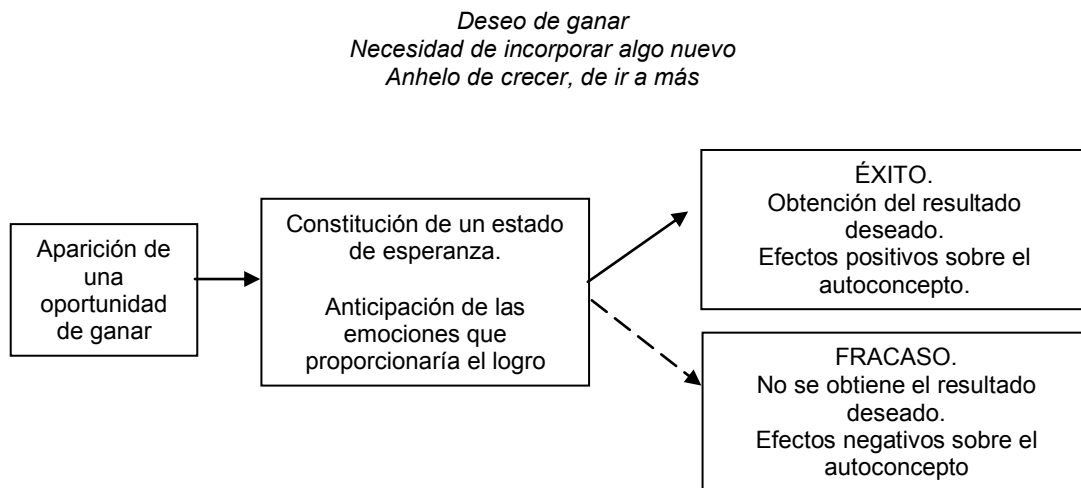 Deseo de ganar
Necesidad de incorporar algo nuevo
Anhelo de crecer, de ir a más
Aparición de
una
oportunidad
de ganar
Constitución de un estado
de esperanza.
Anticipación de las
emociones que
proporcionaría el logro
ÉXITO.
Obtención del resultado
deseado.
Efectos positivos sobre el
autoconcepto.
FRACASO.
No se obtiene el resultado
deseado.
Efectos negativos sobre el
autoconcepto